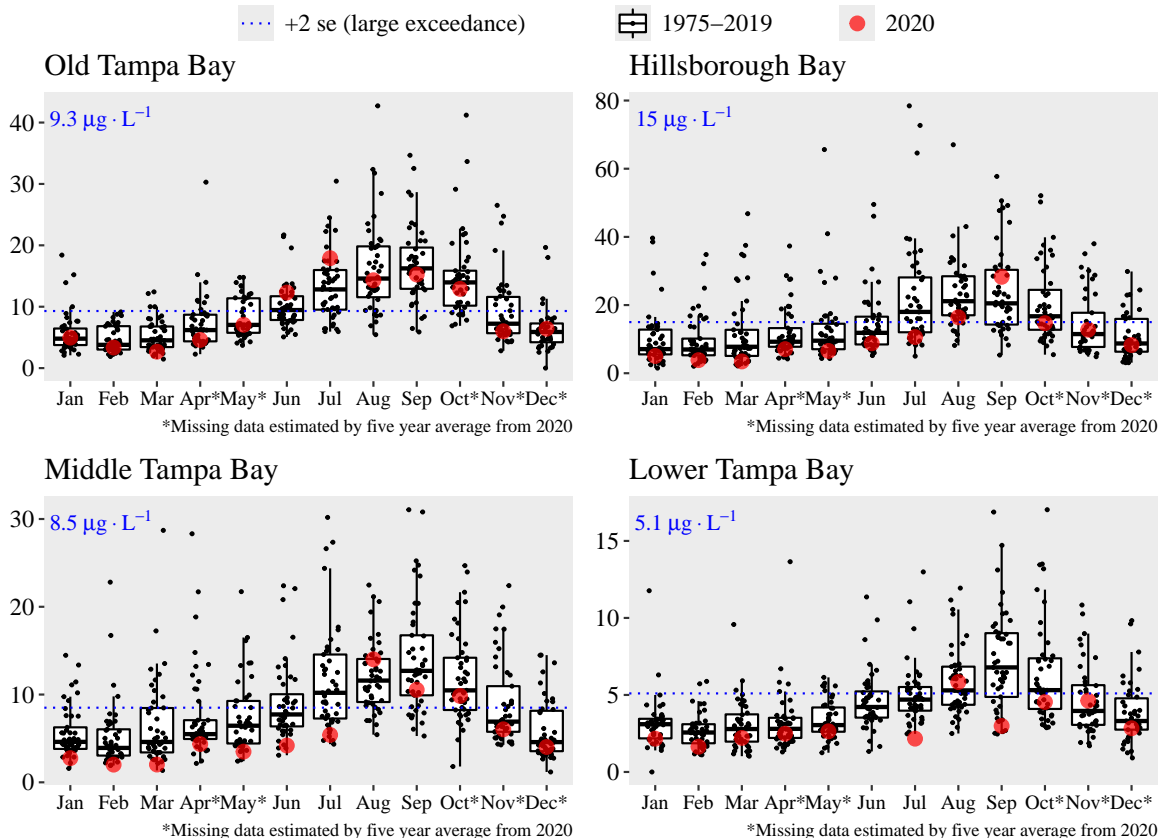 +2 se (large exceedance) 1975–2019 2020
Old Tampa Bay
9.3 μg · L⁻¹
40
30
20
10
0
Jan Feb Mar Apr* May* Jun Jul Aug Sep Oct* Nov* Dec*
*Missing data estimated by five year average from 2020
Hillsborough Bay
15 μg · L⁻¹
80
60
40
20
0
Jan Feb Mar Apr* May* Jun Jul Aug Sep Oct* Nov* Dec*
*Missing data estimated by five year average from 2020
Middle Tampa Bay
8.5 μg · L⁻¹
30
20
10
0
Jan Feb Mar Apr* May* Jun Jul Aug Sep Oct* Nov* Dec*
*Missing data estimated by five year average from 2020
Lower Tampa Bay
5.1 μg · L⁻¹
15
10
5
0
Jan Feb Mar Apr* May* Jun Jul Aug Sep Oct* Nov* Dec*
*Missing data estimated by five year average from 2020